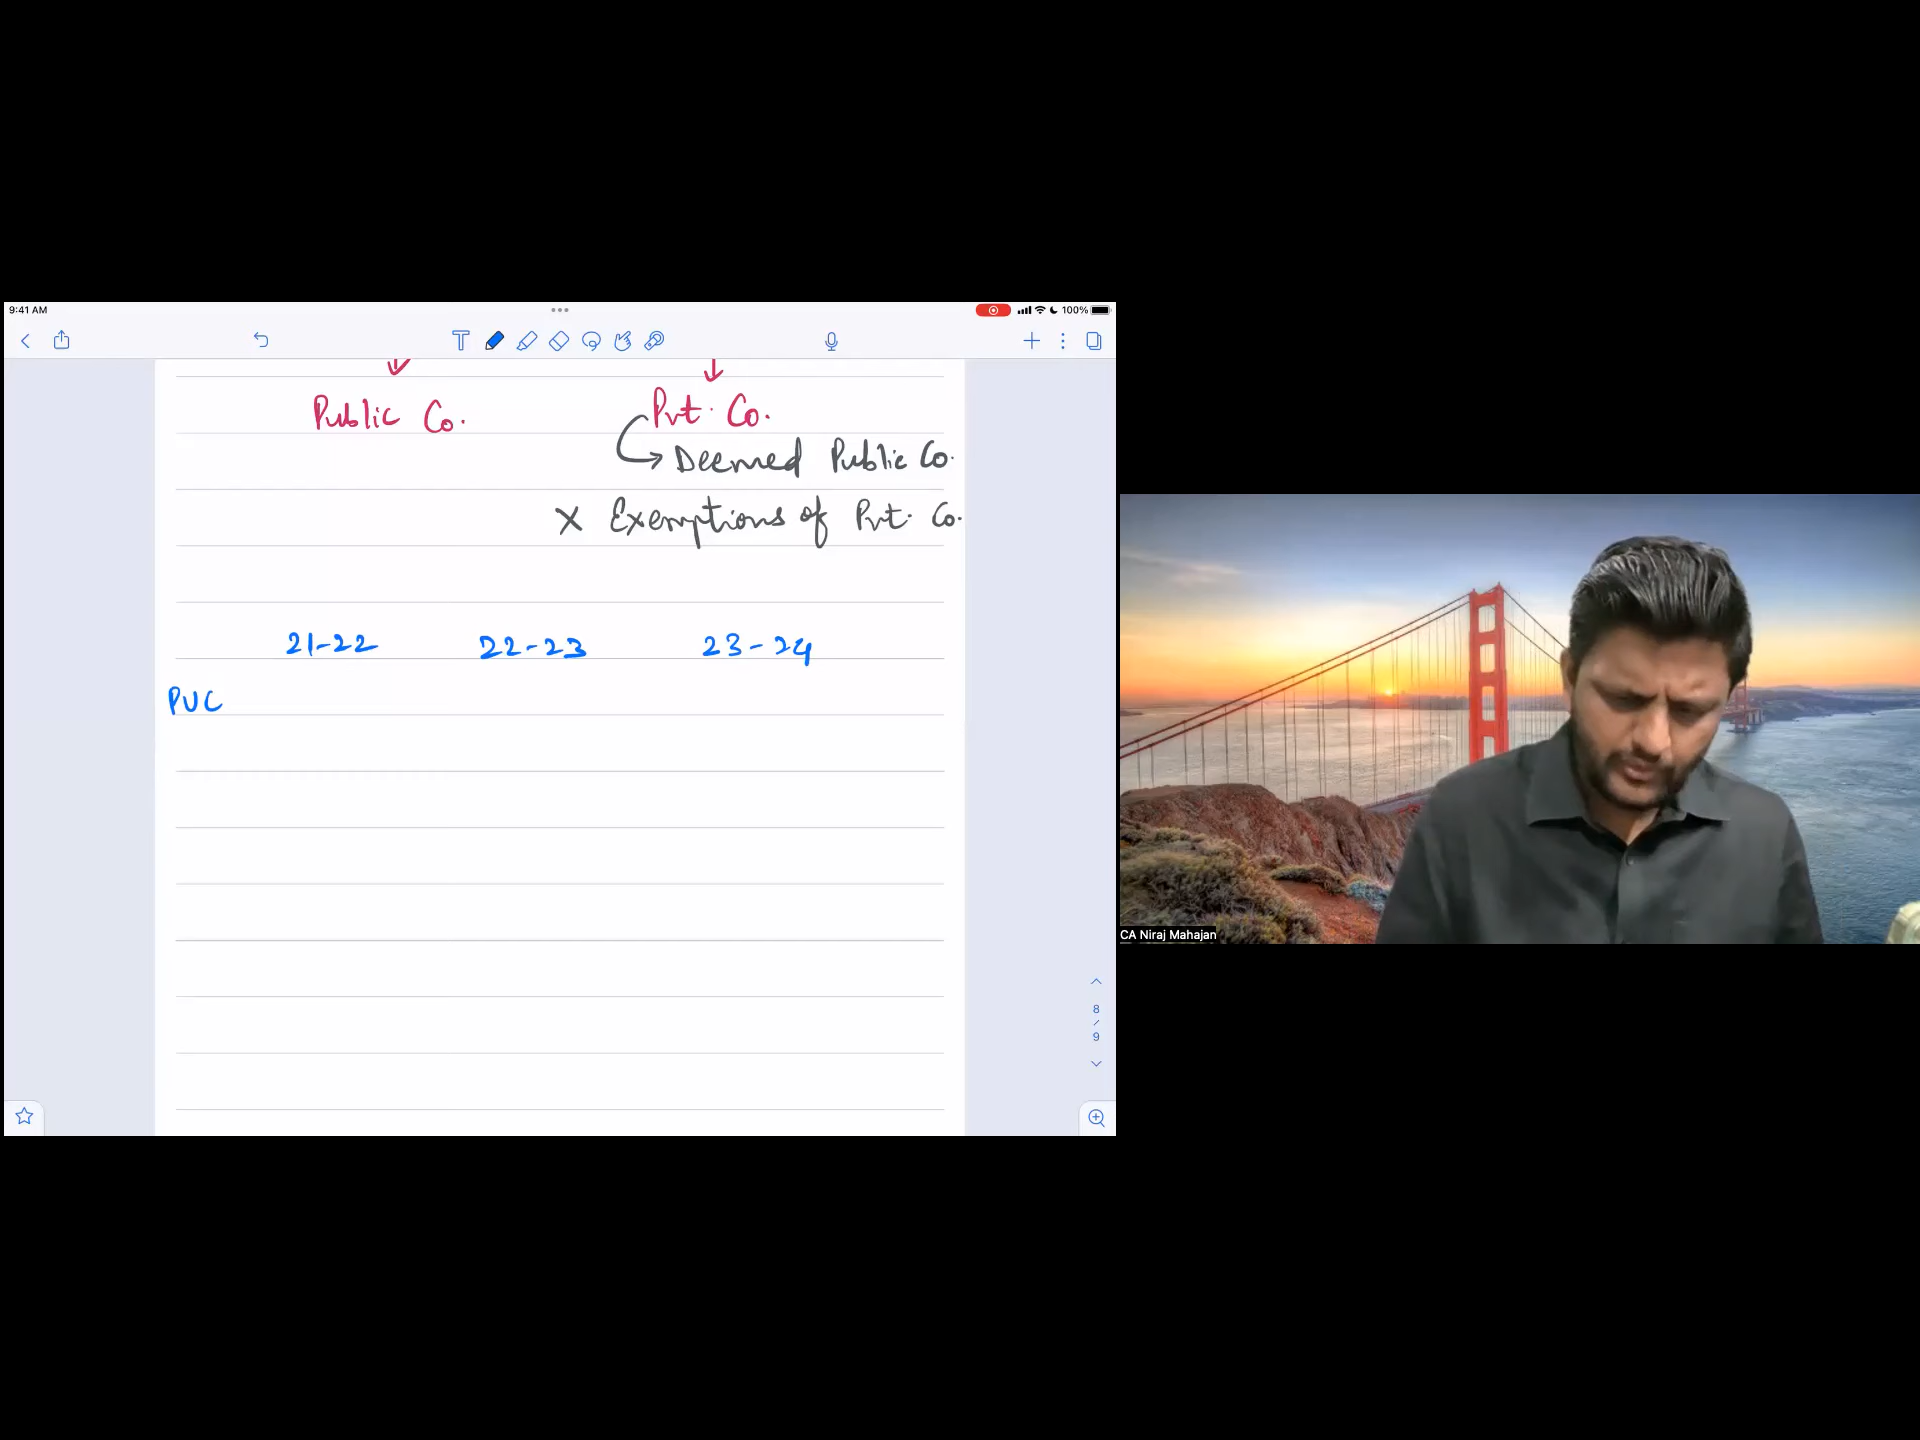 9:41 AM
100%
Public Co.
Pvt. Co.
Deemed Public Co.
X Exemptions of Pvt. Co.
21-22 22-23 23-24
PUC
CA Niraj Mahajan
8
/
9